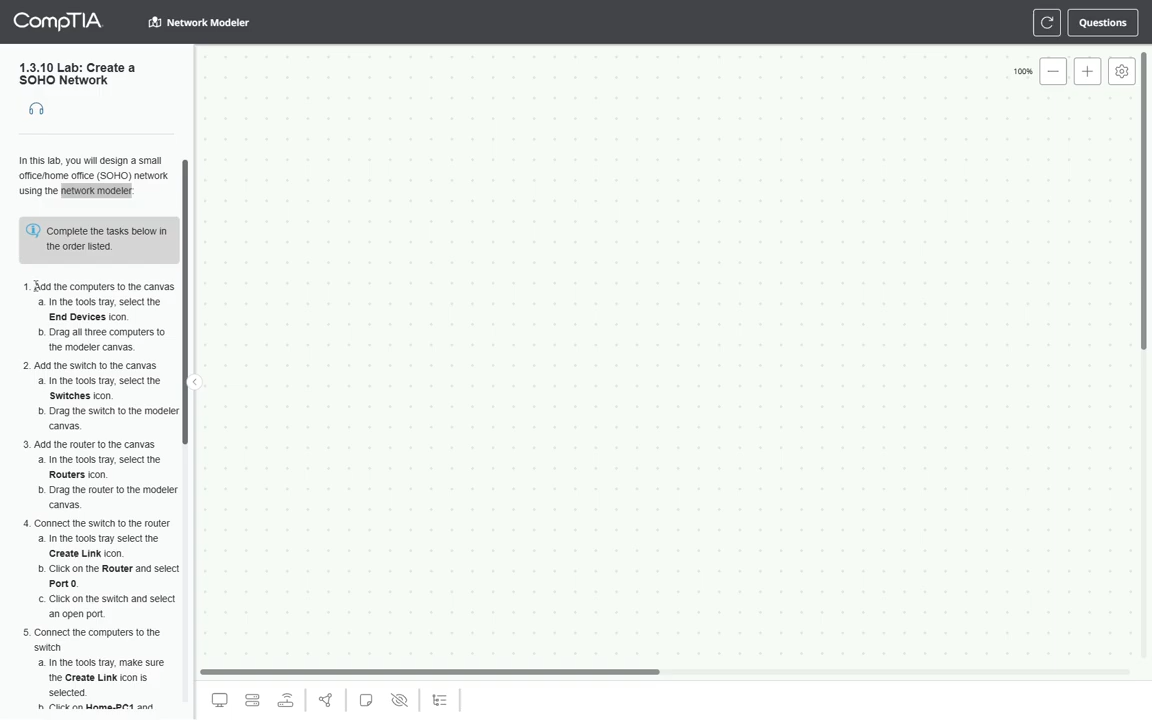 CompTIA.
Network Modeler
Questions
1.3.10 Lab: Create a
SOHO Network
100%
In this lab, you will design a small
office/home office (SOHO) network
using the network modeler:
Complete the tasks below in
the order listed.
1. Add the computers to the canvas
a. In the tools tray, select the
End Devices icon.
b. Drag all three computers to
the modeler canvas.
2. Add the switch to the canvas
a. In the tools tray, select the
Switches icon.
b. Drag the switch to the modeler
canvas.
3. Add the router to the canvas
a. In the tools tray, select the
Routers icon.
b. Drag the router to the modeler
canvas.
4. Connect the switch to the router
a. In the tools tray select the
Create Link icon.
b. Click on the Router and select
Port 0.
c. Click on the switch and select
an open port.
5. Connect the computers to the
switch
a. In the tools tray, make sure
the Create Link icon is
selected.
b. Click on Home-PC1 and